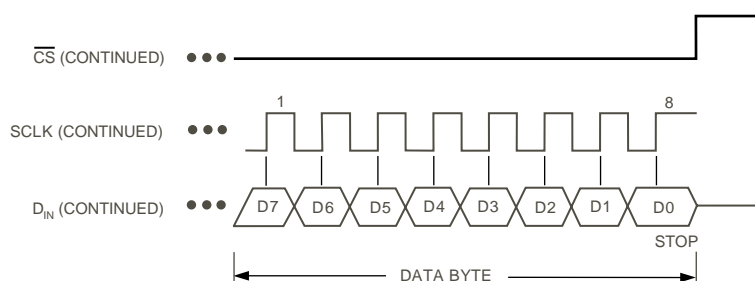 CS (CONTINUED)
1 8
SCLK (CONTINUED)
DIN (CONTINUED) D7 D6 D5 D4 D3 D2 D1 D0
STOP
DATA BYTE